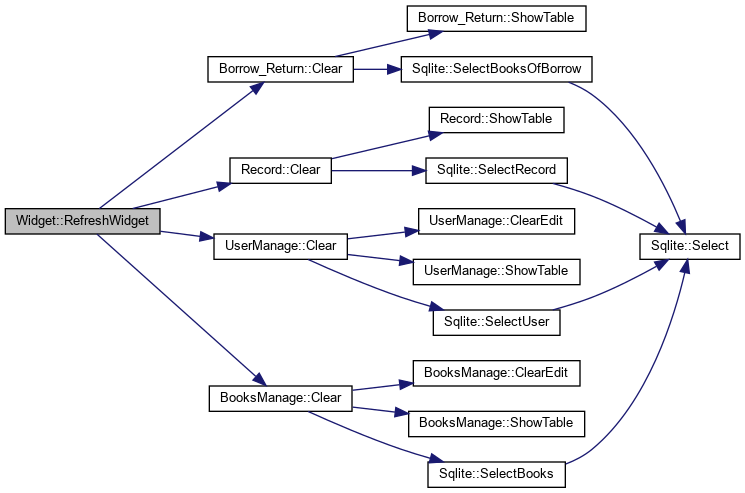 Borrow_Return::ShowTable
Borrow_Return::Clear
Sqlite::SelectBooksOfBorrow
Record::ShowTable
Record::Clear
Sqlite::SelectRecord
Widget::RefreshWidget
UserManage::ClearEdit
UserManage::Clear
Sqlite::Select
UserManage::ShowTable
Sqlite::SelectUser
BooksManage::ClearEdit
BooksManage::Clear
BooksManage::ShowTable
Sqlite::SelectBooks